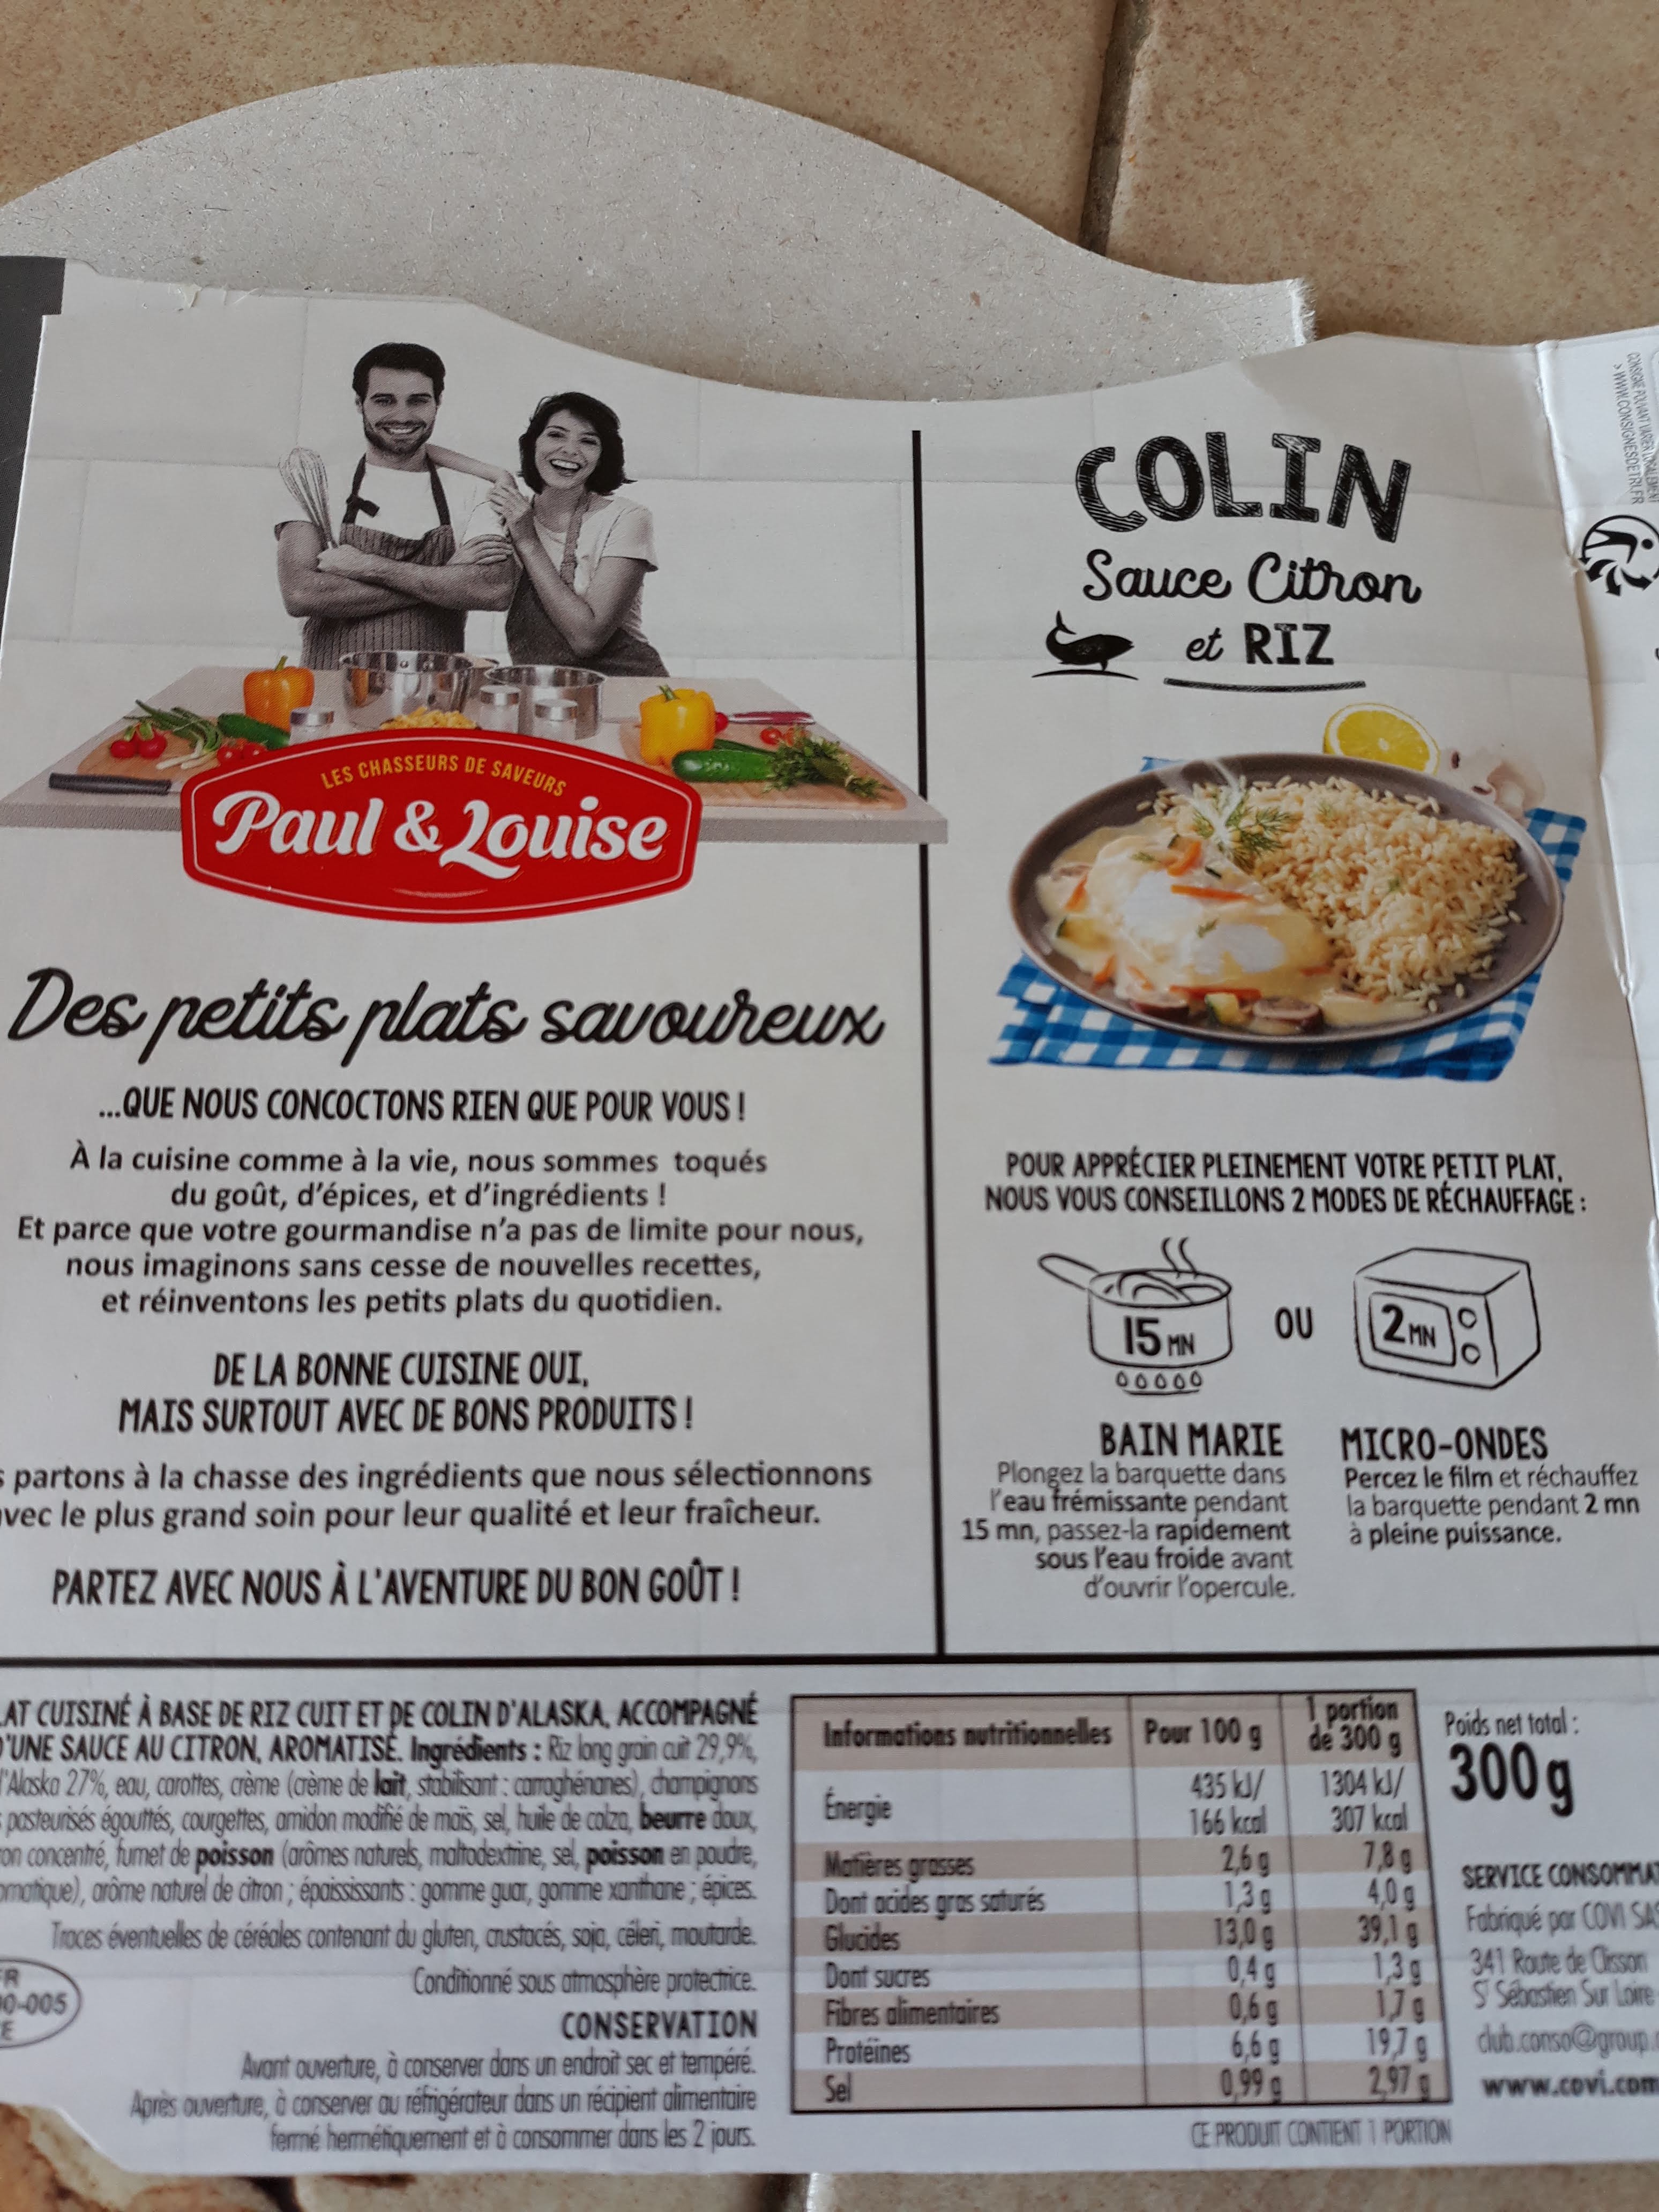 CONSIGNE POUVANT VARIER LOCALEMENT
> WWW.CONSIGNESDETRI.FR
LES CHASSEURS DE SAVEURS
Paul & Louise
Des petits plats savoureux
...QUE NOUS CONCOCTONS RIEN QUE POUR VOUS !
À la cuisine comme à la vie, nous sommes toqués
du goût, d'épices, et d'ingrédients !
Et parce que votre gourmandise n'a pas de limite pour nous,
nous imaginons sans cesse de nouvelles recettes,
et réinventons les petits plats du quotidien.
DE LA BONNE CUISINE OUI,
MAIS SURTOUT AVEC DE BONS PRODUITS !
partons à la chasse des ingrédients que nous sélectionnons
avec le plus grand soin pour leur qualité et leur fraîcheur.
PARTEZ AVEC NOUS À L'AVENTURE DU BON GOÛT !
COLIN
Sauce Citron
et RIZ
POUR APPRÉCIER PLEINEMENT VOTRE PETIT PLAT,
NOUS VOUS CONSEILLONS 2 MODES DE RÉCHAUFFAGE :
15 MN
OU
2 MN
BAIN MARIE
Plongez la barquette dans
l'eau frémissante pendant
15 mn, passez-la rapidement
sous l'eau froide avant
d'ouvrir l'opercule.
MICRO-ONDES
Percez le film et réchauffez
la barquette pendant 2 mn
à pleine puissance.
LAT CUISINÉ À BASE DE RIZ CUIT ET DE COLIN D'ALASKA, ACCOMPAGNÉ
D'UNE SAUCE AU CITRON, AROMATISÉ. Ingrédients : Riz long grain cuit 29,9%,
d'Alaska 27%, eau, carottes, crème (crème de lait, stabilisant : carraghénanes), champignons
pasteurisés égouttés, courgettes, amidon modifié de maïs, sel, huile de colza, beurre doux,
concentré, fumet de poisson (arômes naturels, maltodextrine, sel, poisson en poudre,
omatique), arôme naturel de citron ; épaississants : gomme guar, gomme xanthane ; épices.
Traces éventuelles de céréales contenant du gluten, crustacés, soja, céleri, moutarde.
Conditionné sous atmosphère protectrice.
FR
00-005
CE
CONSERVATION
Avant ouverture, à conserver dans un endroit sec et tempéré.
Après ouverture, à conserver au réfrigérateur dans un récipient alimentaire
fermé hermétiquement et à consommer dans les 2 jours.
Informations nutritionnelles Pour 100 g 1 portion de 300 g
Énergie 435 kJ/ 166 kcal 1304 kJ/ 307 kcal
Matières grasses 2,6 g 7,8 g
Dont acides gras saturés 1,3 g 4,0 g
Glucides 13,0 g 39,1 g
Dont sucres 0,4 g 1,3 g
Fibres alimentaires 0,6 g 1,7 g
Protéines 6,6 g 19,7 g
Sel 0,99 g 2,97 g
CE PRODUIT CONTIENT 1 PORTION
Poids net total :
300g
SERVICE CONSOMMAT
Fabriqué par COVI SAS
341 Route de Clisson
St Sébastien Sur Loire
club.conso@group.
www.covi.com